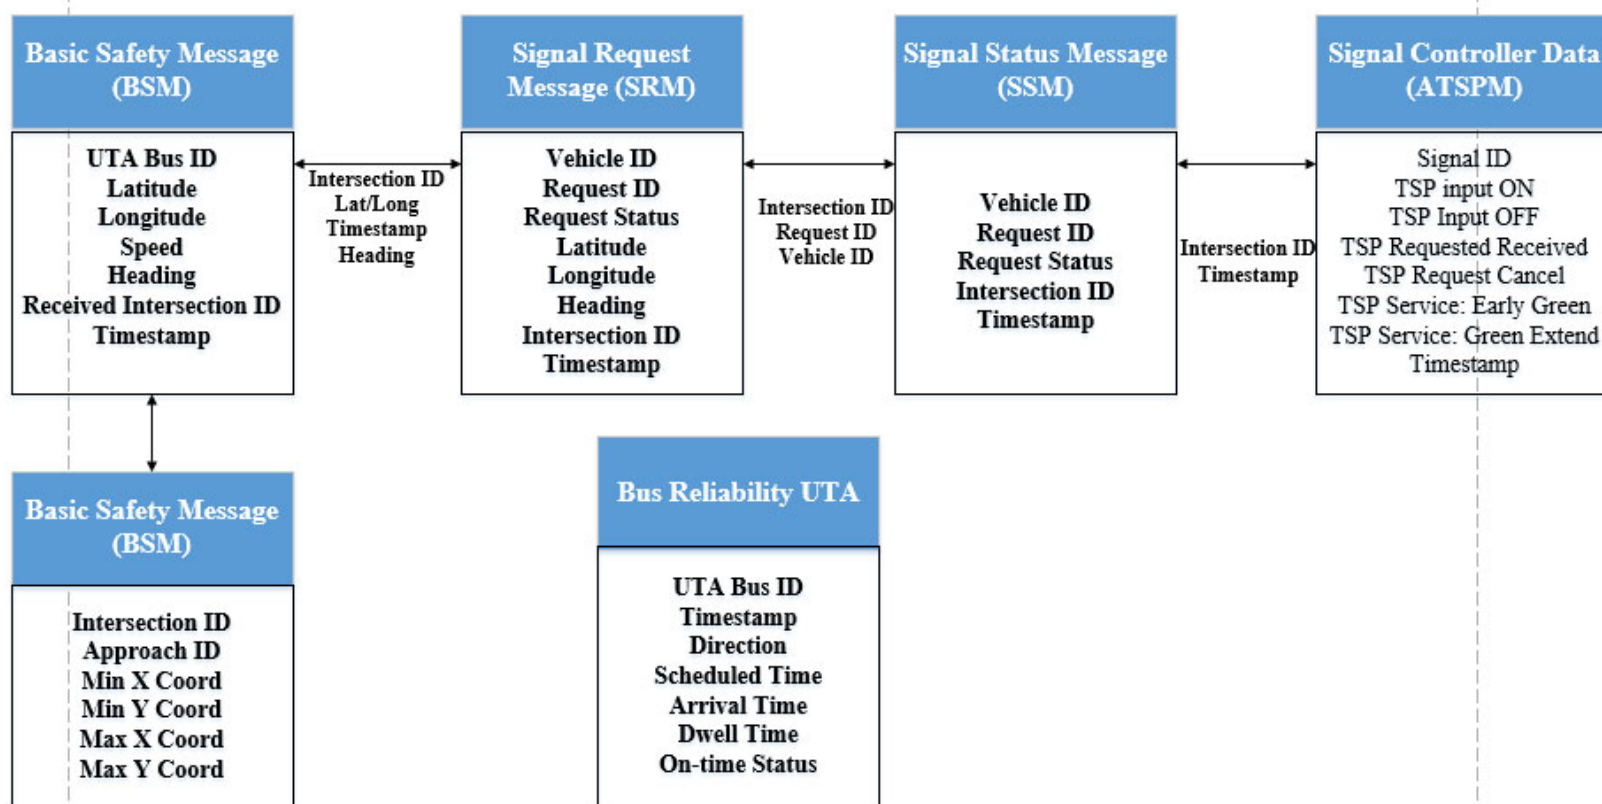 Basic Safety Message
(BSM)
UTA Bus ID
Latitude
Longitude
Speed
Heading
Received Intersection ID
Timestamp
Intersection ID
Lat/Long
Timestamp
Heading
Signal Request
Message (SRM)
Vehicle ID
Request ID
Request Status
Latitude
Longitude
Heading
Intersection ID
Timestamp
Intersection ID
Request ID
Vehicle ID
Signal Status Message
(SSM)
Vehicle ID
Request ID
Request Status
Intersection ID
Timestamp
Intersection ID
Timestamp
Signal Controller Data
(ATSPM)
Signal ID
TSP input ON
TSP Input OFF
TSP Requested Received
TSP Request Cancel
TSP Service: Early Green
TSP Service: Green Extend
Timestamp
Basic Safety Message
(BSM)
Intersection ID
Approach ID
Min X Coord
Min Y Coord
Max X Coord
Max Y Coord
Bus Reliability UTA
UTA Bus ID
Timestamp
Direction
Scheduled Time
Arrival Time
Dwell Time
On-time Status